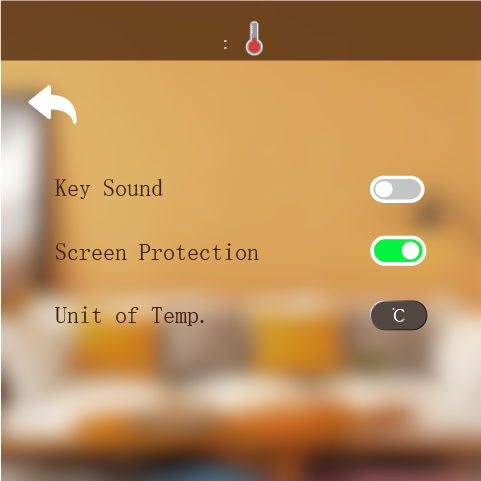 :
Key Sound
Screen Protection
Unit of Temp.
℃